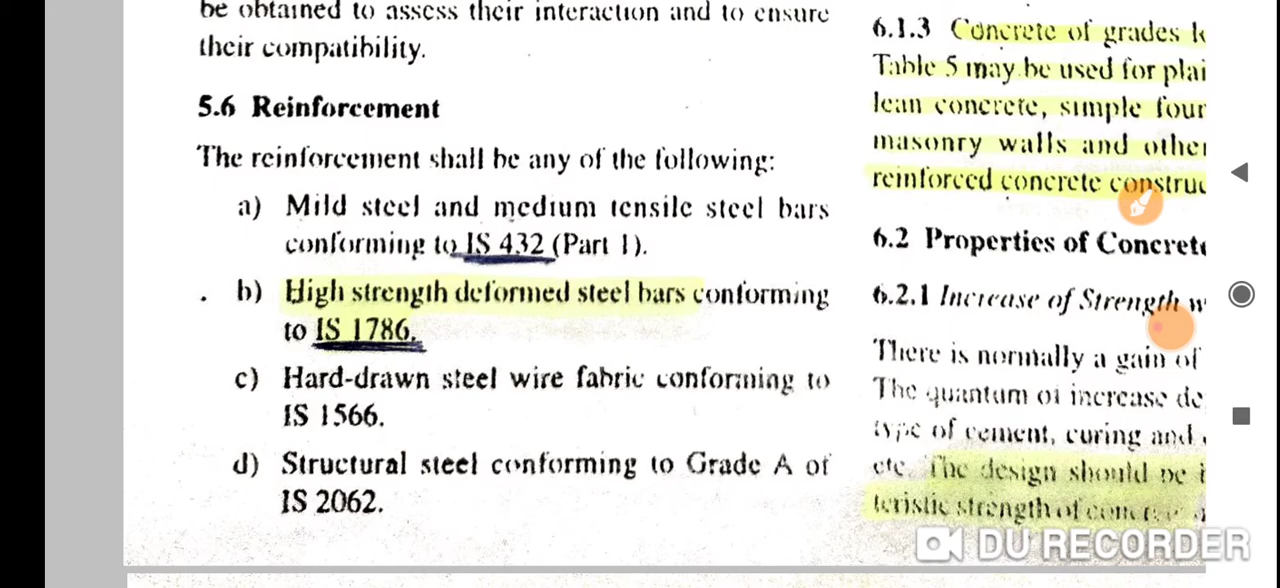 be obtained to assess their interaction and to ensure
their compatibility.
5.6 Reinforcement
The reinforcement shall be any of the following:
a) Mild steel and medium tensile steel bars
conforming to IS 432 (Part 1).
b) High strength deformed steel bars conforming
to IS 1786.
c) Hard-drawn steel wire fabric conforming to
IS 1566.
d) Structural steel conforming to Grade A of
IS 2062.
6.1.3 Concrete of grades
Table 5 may be used for plai
lean concrete, simple foun
masonry walls and other
reinforced concrete construc
6.2 Properties of Concrete
6.2.1 Increase of Strength w
There is normally a gain of
The quantum of increase de
type of cement, curing and
etc. The design should be
teristic strength of concrete
DU RECORDER